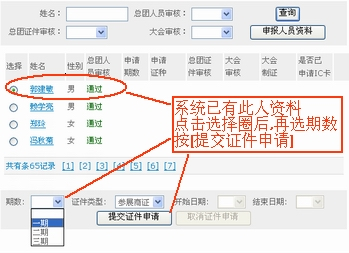 姓名： 总团人员审核： 查询
总团证件审核： 大会审核： 申报人员资料
选择 姓名 性别 总团人员审核 申请期数 申请证种 总团证件审核 大会审核 大会制证 是否已申请IC卡
郭建敏 男 通过
赖学亮 男 通过
郑玲 女 通过
冯秋菊 女 通过
系统已有此人资料
点击选择圈后,再选期数
按[提交证件申请]
共有条65记录 [1] [2] [3] [4] [5] [6] [7]
期数： 证件类型： 参展商证 开始日期： 结束日期：
一期
二期
三期
提交证件申请 取消证件申请